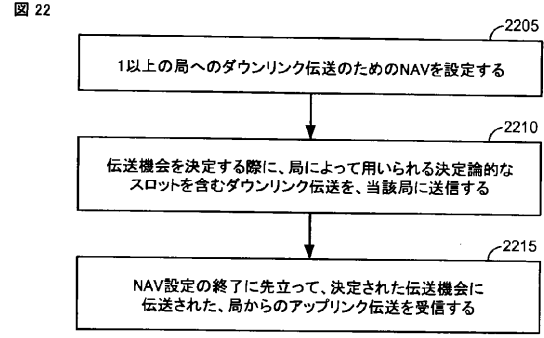 図 22
2205
1以上の局へのダウンリンク伝送のためのNAVを設定する
2210
伝送機会を決定する際に、局によって用いられる決定論的な
スロットを含むダウンリンク伝送を、当該局に送信する
2215
NAV設定の終了に先立って、決定された伝送機会に
伝送された、局からのアップリンク伝送を受信する